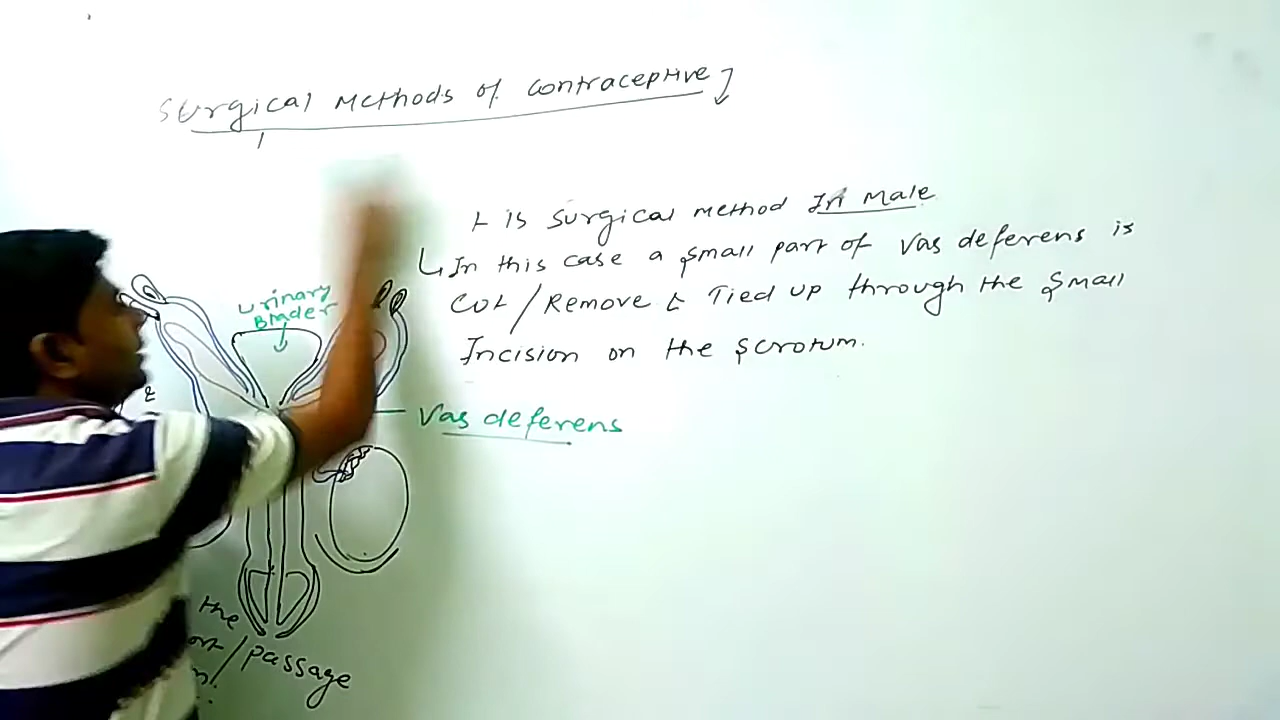 Surgical Methods of Contraceptive
Is surgical method In Male
In this case a small part of Vas deferens is
Cut / Remove & Tied up through the small
Incision on the scrotum.
Urinary
Blader
&
Vas deferens
the
/ passage